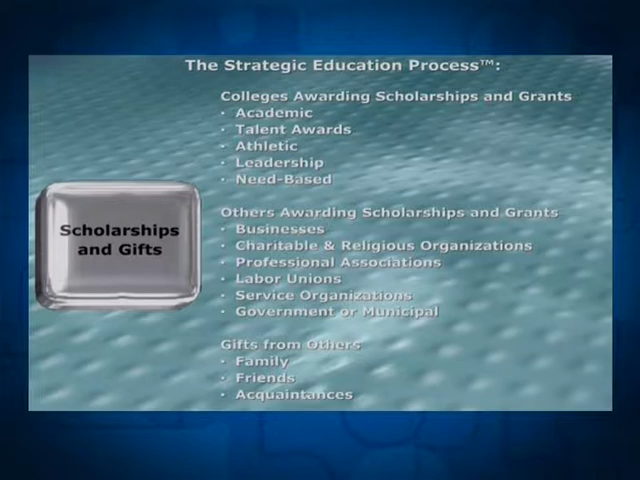 The Strategic Education Process™:
Colleges Awarding Scholarships and Grants
• Academic
• Talent Awards
• Athletic
• Leadership
• Need-Based
Scholarships
and Gifts
Others Awarding Scholarships and Grants
• Businesses
• Charitable & Religious Organizations
• Professional Associations
• Labor Unions
• Service Organizations
• Government or Municipal
Gifts from Others
• Family
• Friends
• Acquaintances